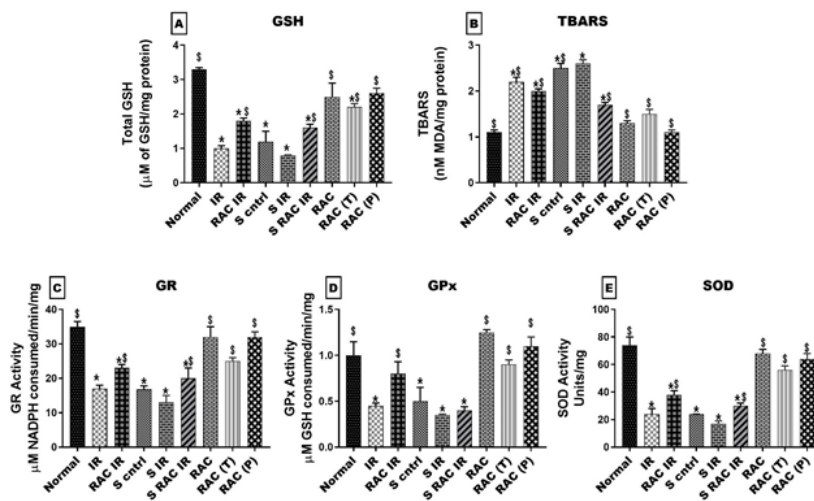 A GSH
Total GSH
(µM of GSH/mg protein)
4
3
2
1
0
$
*
*$
*
*
*$
$
*$
$
Normal
IR
RAC IR
S cntrl
S IR
S RAC IR
RAC
RAC (T)
RAC (P)
B TBARS
TBARS
(nM MDA/mg protein)
3
2
1
0
$
*$
*$
*$
*
*$
$
$
$
Normal
IR
RAC IR
S cntrl
S IR
S RAC IR
RAC
RAC (T)
RAC (P)
C GR
GR Activity
µM NADPH consumed/min/mg
40
30
20
10
0
$
*
*$
*
*
*$
$
$
$
Normal
IR
RAC IR
S cntrl
S IR
S RAC IR
RAC
RAC (T)
RAC (P)
D GPx
GPx Activity
µM GSH consumed/min/mg
1.5
1.0
0.5
0.0
$
*
$
*
*
*
$
$
$
Normal
IR
RAC IR
S cntrl
S IR
S RAC IR
RAC
RAC (T)
RAC (P)
E SOD
SOD Activity
Units/mg
100
80
60
40
20
0
$
*
*$
*
*
*$
$
$
$
Normal
IR
RAC IR
S cntrl
S IR
S RAC IR
RAC
RAC (T)
RAC (P)